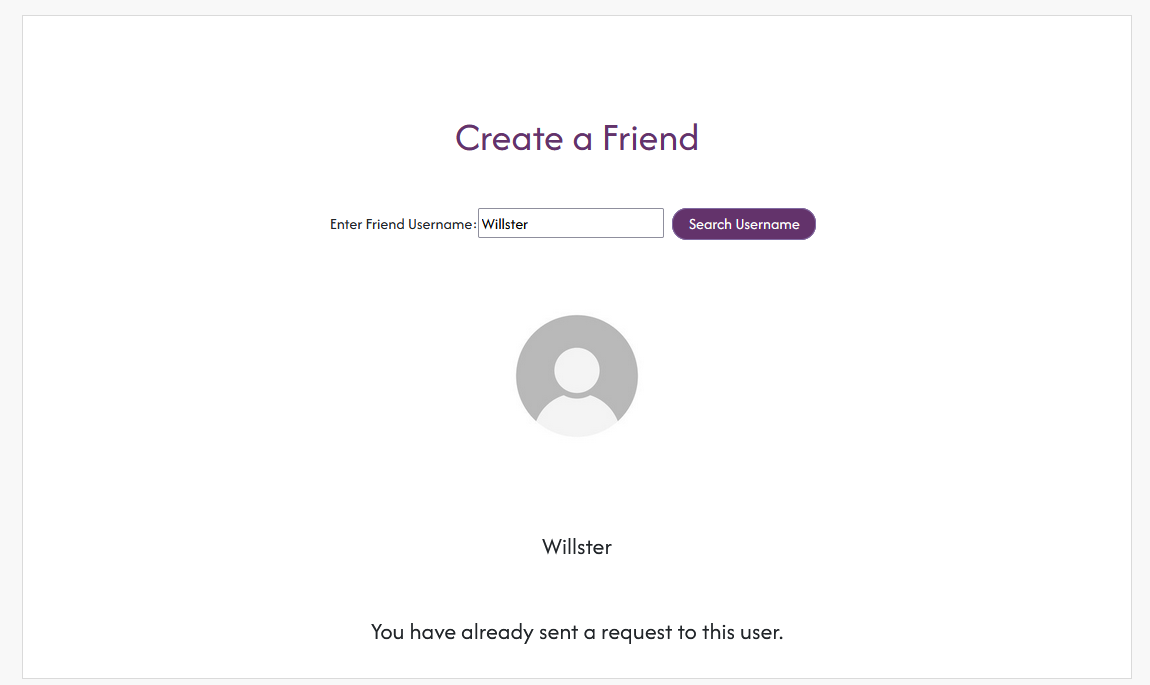 Create a Friend
Enter Friend Username: Willster Search Username
Willster
You have already sent a request to this user.